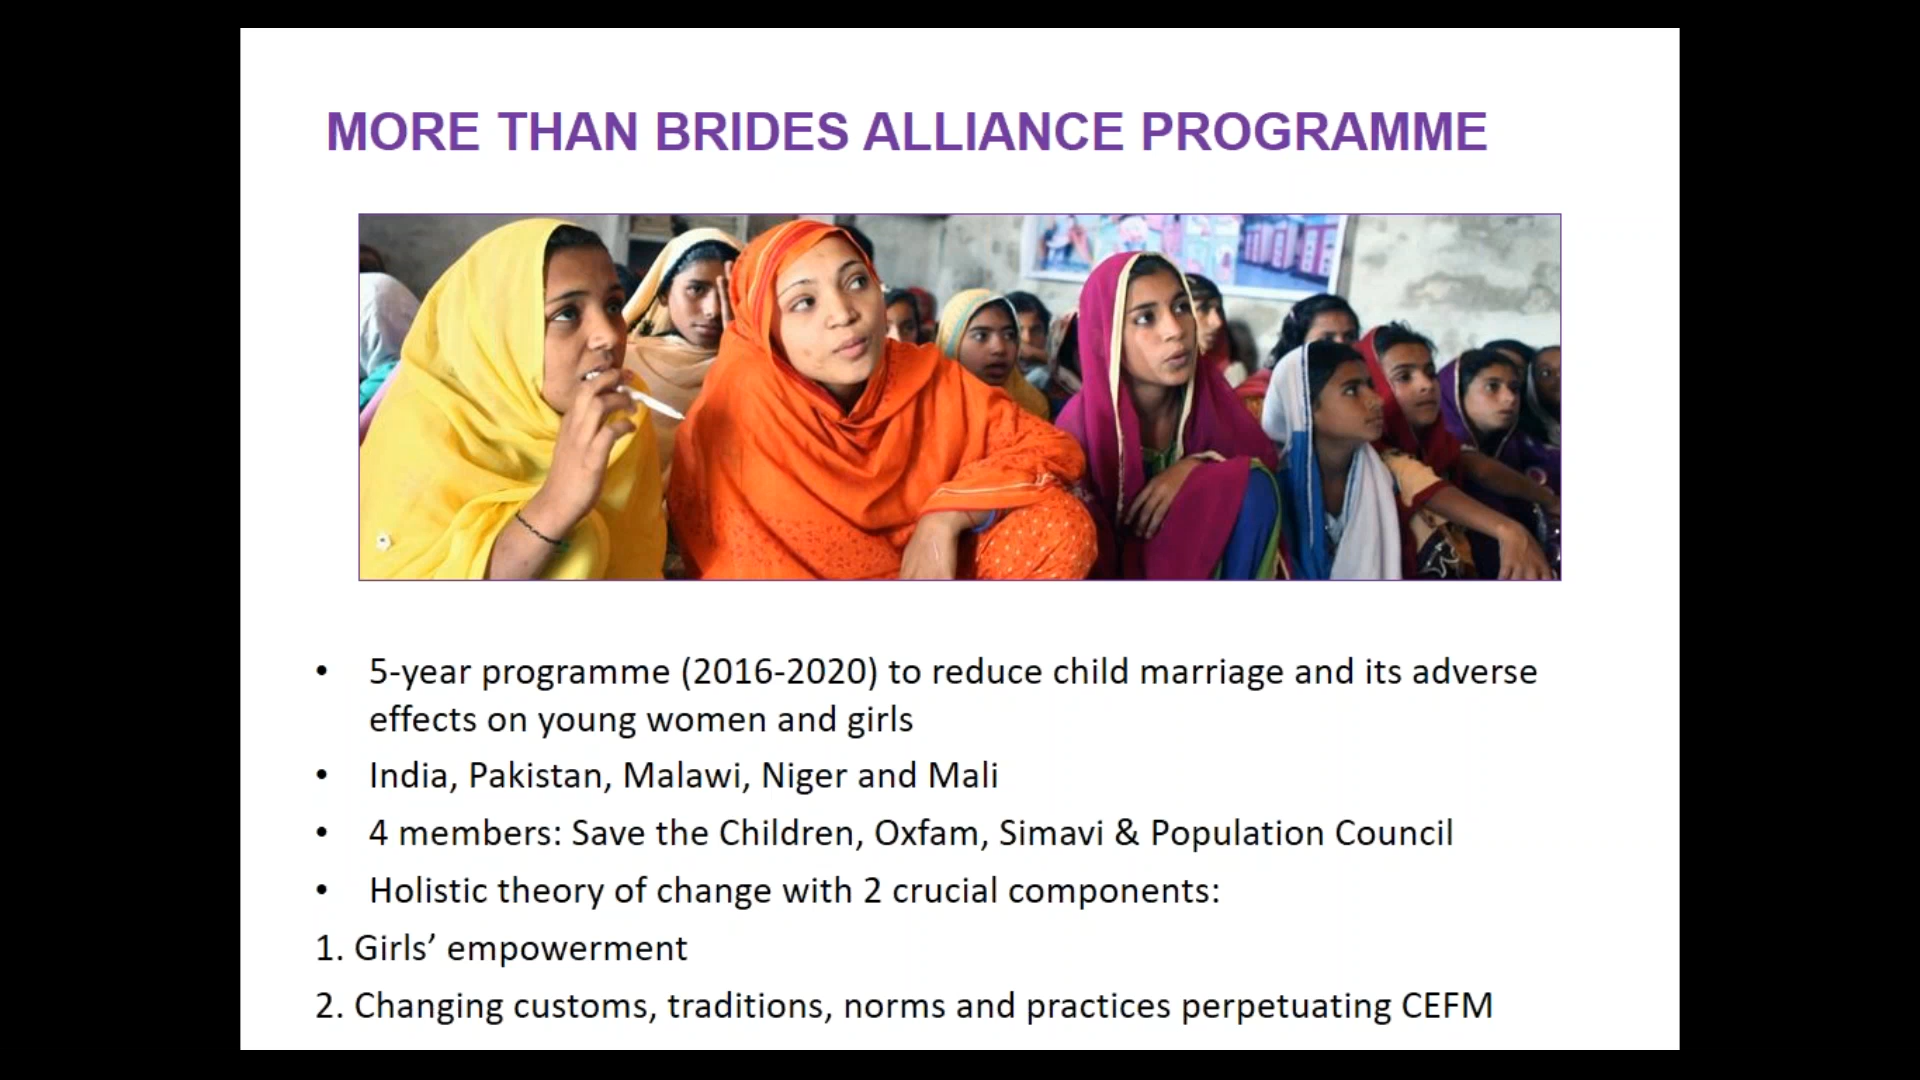 MORE THAN BRIDES ALLIANCE PROGRAMME
• 5-year programme (2016-2020) to reduce child marriage and its adverse
effects on young women and girls
• India, Pakistan, Malawi, Niger and Mali
• 4 members: Save the Children, Oxfam, Simavi & Population Council
• Holistic theory of change with 2 crucial components:
1. Girls’ empowerment
2. Changing customs, traditions, norms and practices perpetuating CEFM